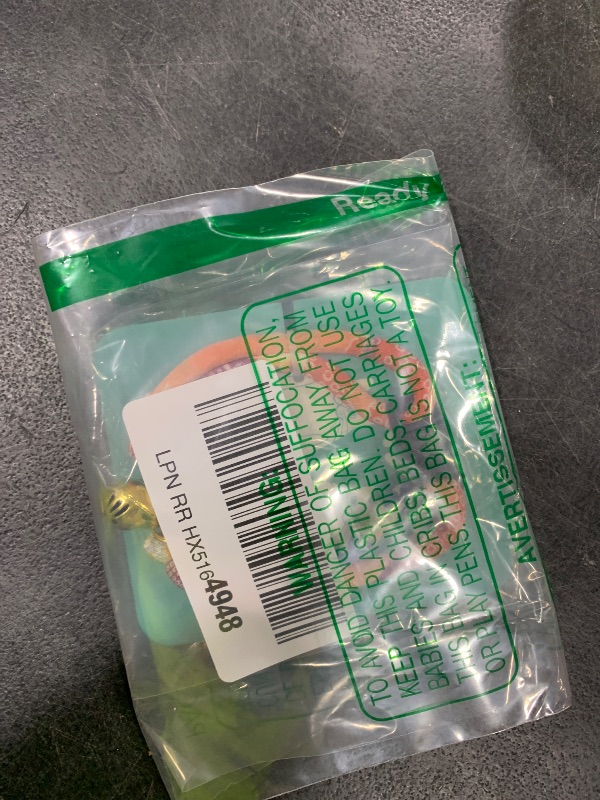 Ready
WARNING:
TO AVOID DANGER OF SUFFOCATION,
KEEP THIS PLASTIC BAG AWAY FROM
BABIES AND CHILDREN. DO NOT USE
THIS BAG IN CRIBS, BEDS, CARRIAGES
OR PLAY PENS. THIS BAG IS NOT A TOY.
AVERTISSEMENT:
LPN RR HX5164948